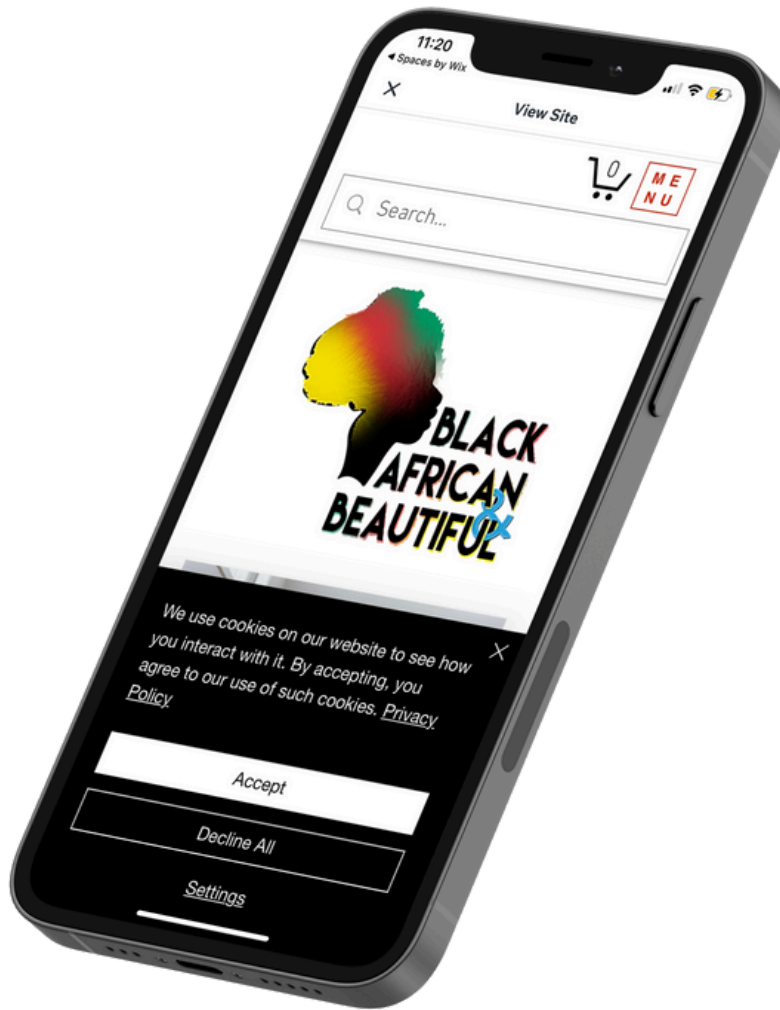 11:20
Spaces by Wix
View Site
0
ME
NU
Search...
BLACK
AFRICAN
&
BEAUTIFUL
We use cookies on our website to see how
you interact with it. By accepting, you
agree to our use of such cookies. Privacy
Policy
Accept
Decline All
Settings